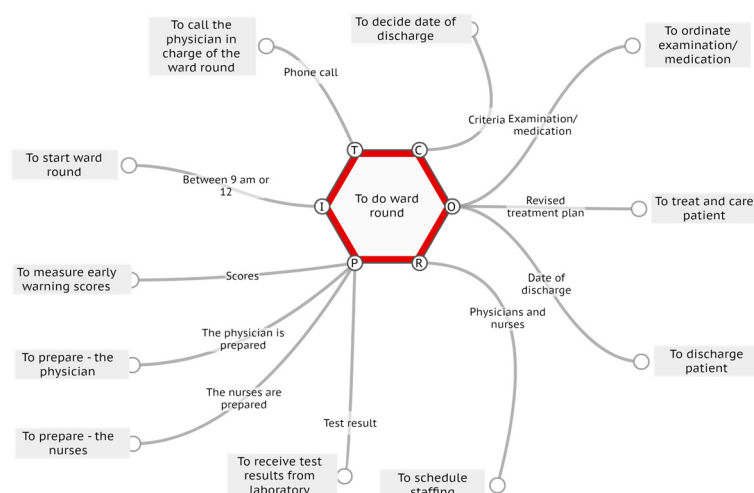 To call the
physician in
charge of the
ward round
To decide date of
discharge
To ordinate
examination/
medication
Phone call
Criteria
Examination/
medication
T
C
To start ward
round
Between 9 am or
12
I
To do ward
round
O
Revised
treatment plan
To treat and care
patient
To measure early
warning scores
Scores
P
R
Date of
discharge
Physicians and
nurses
The physician is
prepared
To prepare - the
physician
To discharge
patient
The nurses are
prepared
To prepare - the
nurses
Test result
To receive test
results from
laboratory
To schedule
staffing